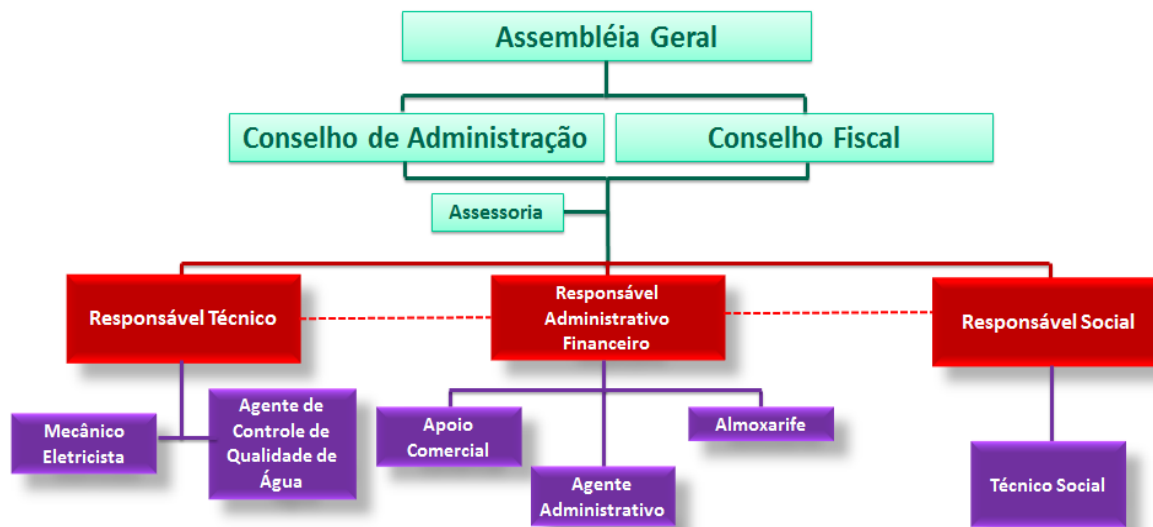 Assembléia Geral
Conselho de Administração
Conselho Fiscal
Assessoria
Responsável Técnico
Responsável
Administrativo
Financeiro
Responsável Social
Mecânico
Eletricista
Agente de
Controle de
Qualidade de
Água
Apoio
Comercial
Agente
Administrativo
Almoxarife
Técnico Social